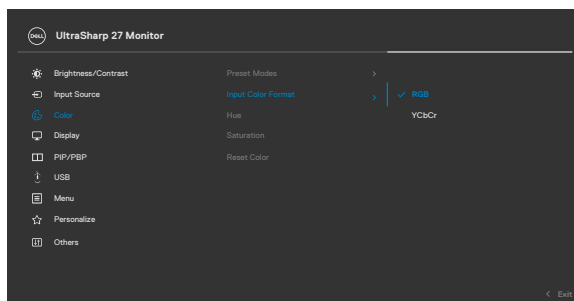 DELL UltraSharp 27 Monitor
Brightness/Contrast Preset Modes >
Input Source Input Color Format > ✓ RGB
Color Hue YCbCr
Display Saturation
PIP/PBP Reset Color
USB
Menu
Personalize
Others
< Exit